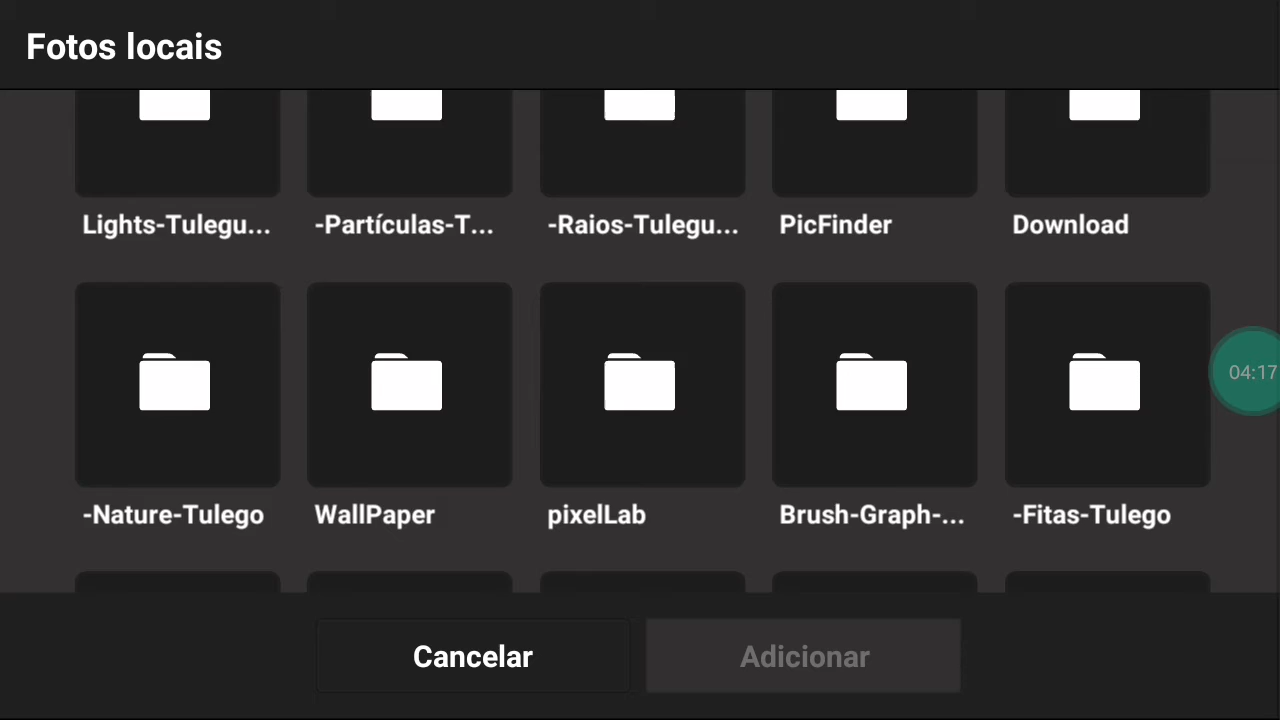 Fotos locais
Lights-Tulegu...
-Partículas-T...
-Raios-Tulegu...
PicFinder
Download
04:17
-Nature-Tulego
WallPaper
pixelLab
Brush-Graph-...
-Fitas-Tulego
Cancelar
Adicionar